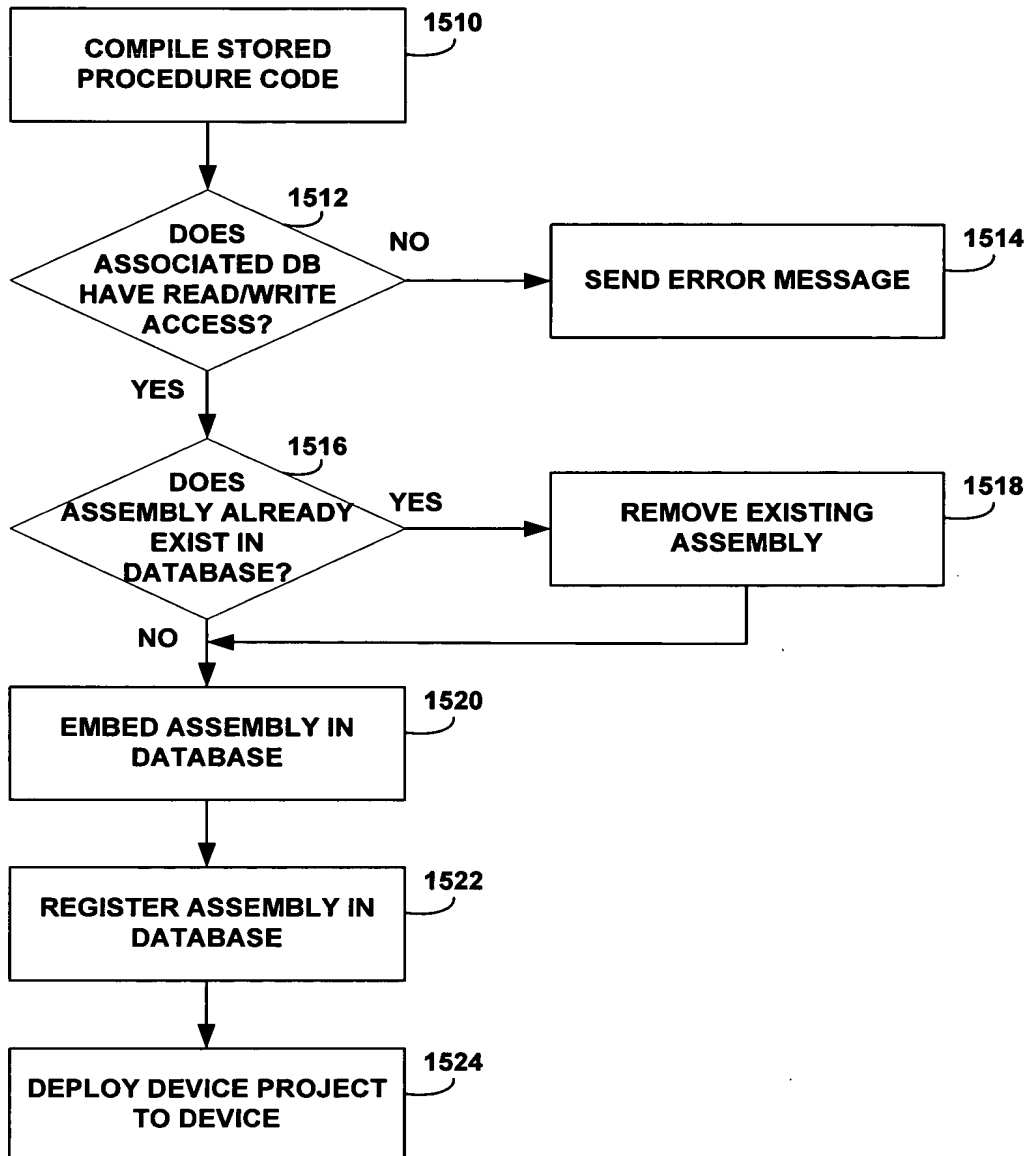 1510
COMPILE STORED
PROCEDURE CODE
1512
DOES
ASSOCIATED DB
HAVE READ/WRITE
ACCESS?
NO
1514
SEND ERROR MESSAGE
YES
1516
DOES
ASSEMBLY ALREADY
EXIST IN
DATABASE?
YES
1518
REMOVE EXISTING
ASSEMBLY
NO
1520
EMBED ASSEMBLY IN
DATABASE
1522
REGISTER ASSEMBLY IN
DATABASE
1524
DEPLOY DEVICE PROJECT
TO DEVICE